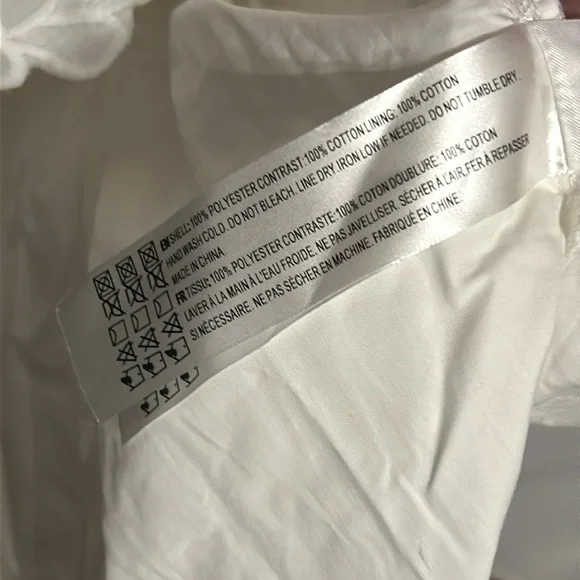 EN SHELL: 100% POLYESTER CONTRAST:100% COTTON LINING: 100% COTTON
HAND WASH COLD. DO NOT BLEACH. LINE DRY. IRON LOW IF NEEDED. DO NOT TUMBLE DRY.
MADE IN CHINA
FR TISSU: 100% POLYESTER CONTRASTE:100% COTON DOUBLURE: 100% COTON
LAVER À LA MAIN À L'EAU FROIDE. NE PAS JAVELLISER. SÉCHER À L'AIR.FER À REPASSER
SI NÉCESSAIRE. NE PAS SÉCHER EN MACHINE. FABRIQUÉ EN CHINE.